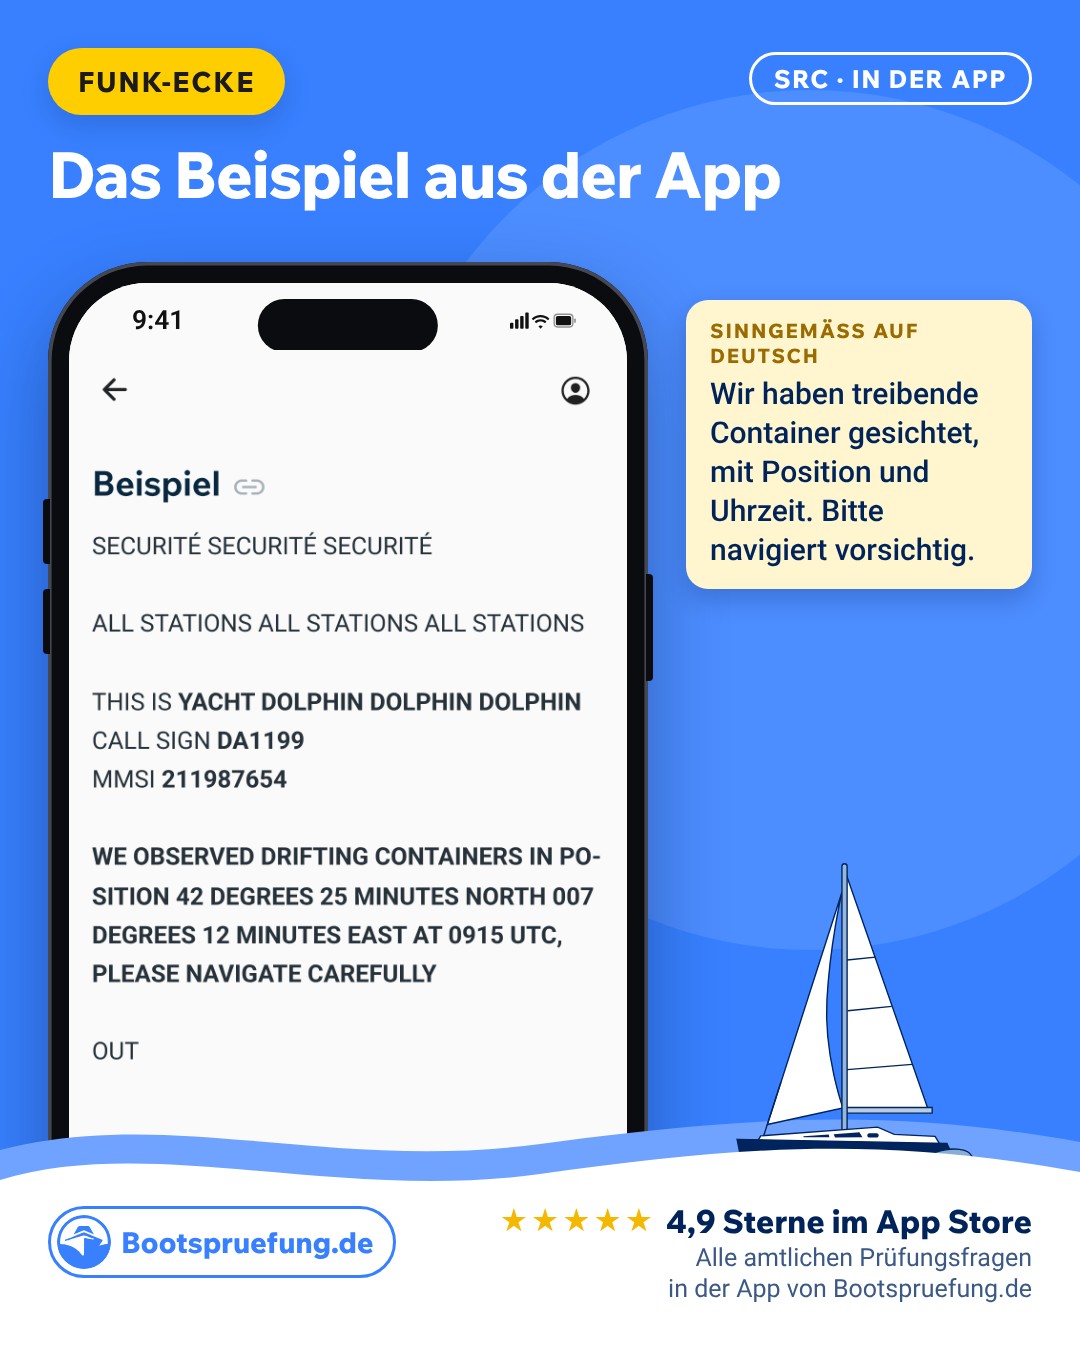 FUNK-ECKE
SRC · IN DER APP
Das Beispiel aus der App
9:41
Beispiel
SECURITÉ SECURITÉ SECURITÉ
ALL STATIONS ALL STATIONS ALL STATIONS
THIS IS YACHT DOLPHIN DOLPHIN DOLPHIN
CALL SIGN DA1199
MMSI 211987654
WE OBSERVED DRIFTING CONTAINERS IN PO-
SITION 42 DEGREES 25 MINUTES NORTH 007
DEGREES 12 MINUTES EAST AT 0915 UTC,
PLEASE NAVIGATE CAREFULLY
OUT
SINNGEMÄSS AUF
DEUTSCH
Wir haben treibende
Container gesichtet,
mit Position und
Uhrzeit. Bitte
navigiert vorsichtig.
Bootspruefung.de
★★★★★ 4,9 Sterne im App Store
Alle amtlichen Prüfungsfragen
in der App von Bootspruefung.de